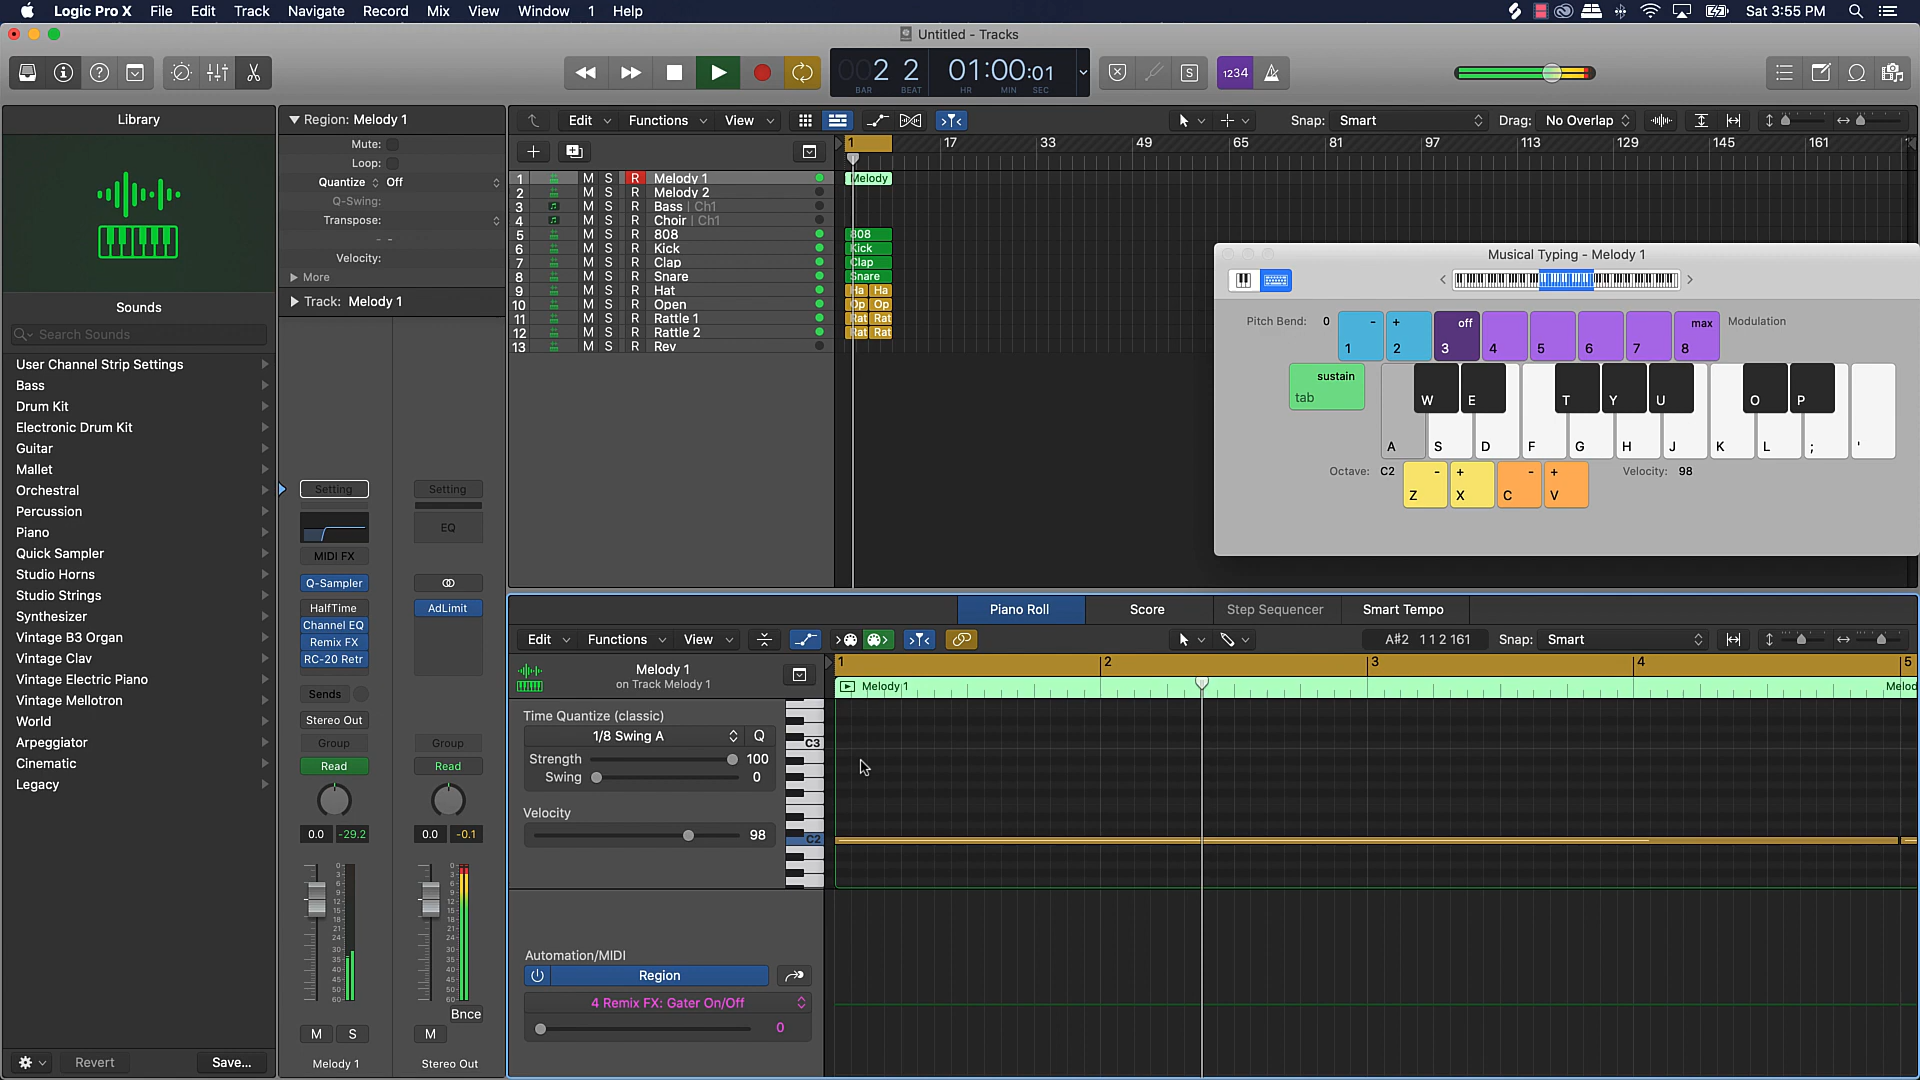 Logic Pro X File Edit Track Navigate Record Mix View Window 1 Help Sat 3:55 PM
Untitled - Tracks
002 2 01:00:01 1234
BAR BEAT HR MIN SEC
Library
Sounds
Search Sounds
User Channel Strip Settings
Bass
Drum Kit
Electronic Drum Kit
Guitar
Mallet
Orchestral
Percussion
Piano
Quick Sampler
Studio Horns
Studio Strings
Synthesizer
Vintage B3 Organ
Vintage Clav
Vintage Electric Piano
Vintage Mellotron
World
Arpeggiator
Cinematic
Legacy
Revert Save...
Region: Melody 1
Mute:
Loop:
Quantize Off
Q-Swing:
Transpose:
Velocity:
More
Track: Melody 1
Setting Setting
EQ
MIDI FX
Q-Sampler
HalfTime AdLimit
Channel EQ
Remix FX
RC-20 Retr
Sends
Stereo Out
Group Group
Read Read
0.0 -29.2 0.0 -0.1
Bnce
M S M
Melody 1 Stereo Out
Edit Functions View Snap: Smart Drag: No Overlap
1 17 33 49 65 81 97 113 129 145 161
1 M S R Melody 1 Melody
2 M S R Melody 2
3 M S R Bass | Ch1
4 M S R Choir | Ch1
5 M S R 808 808
6 M S R Kick Kick
7 M S R Clap Clap
8 M S R Snare Snare
9 M S R Hat Ha Ha
10 M S R Open Op Op
11 M S R Rattle 1 Rat Rat
12 M S R Rattle 2 Rat Rat
13 M S R Rev
Musical Typing - Melody 1
Pitch Bend: 0 - + off max Modulation
1 2 3 4 5 6 7 8
sustain
tab
W E T Y U O P
A S D F G H J K L ; '
Octave: C2 - + - + Velocity: 98
Z X C V
Piano Roll Score Step Sequencer Smart Tempo
Edit Functions View A#2 1 1 2 161 Snap: Smart
Melody 1
on Track Melody 1
1 2 3 4 5
Melody 1 Melod
Time Quantize (classic)
1/8 Swing A Q
Strength 100
Swing 0
Velocity
98
C3
C2
Automation/MIDI
Region
4 Remix FX: Gater On/Off
0